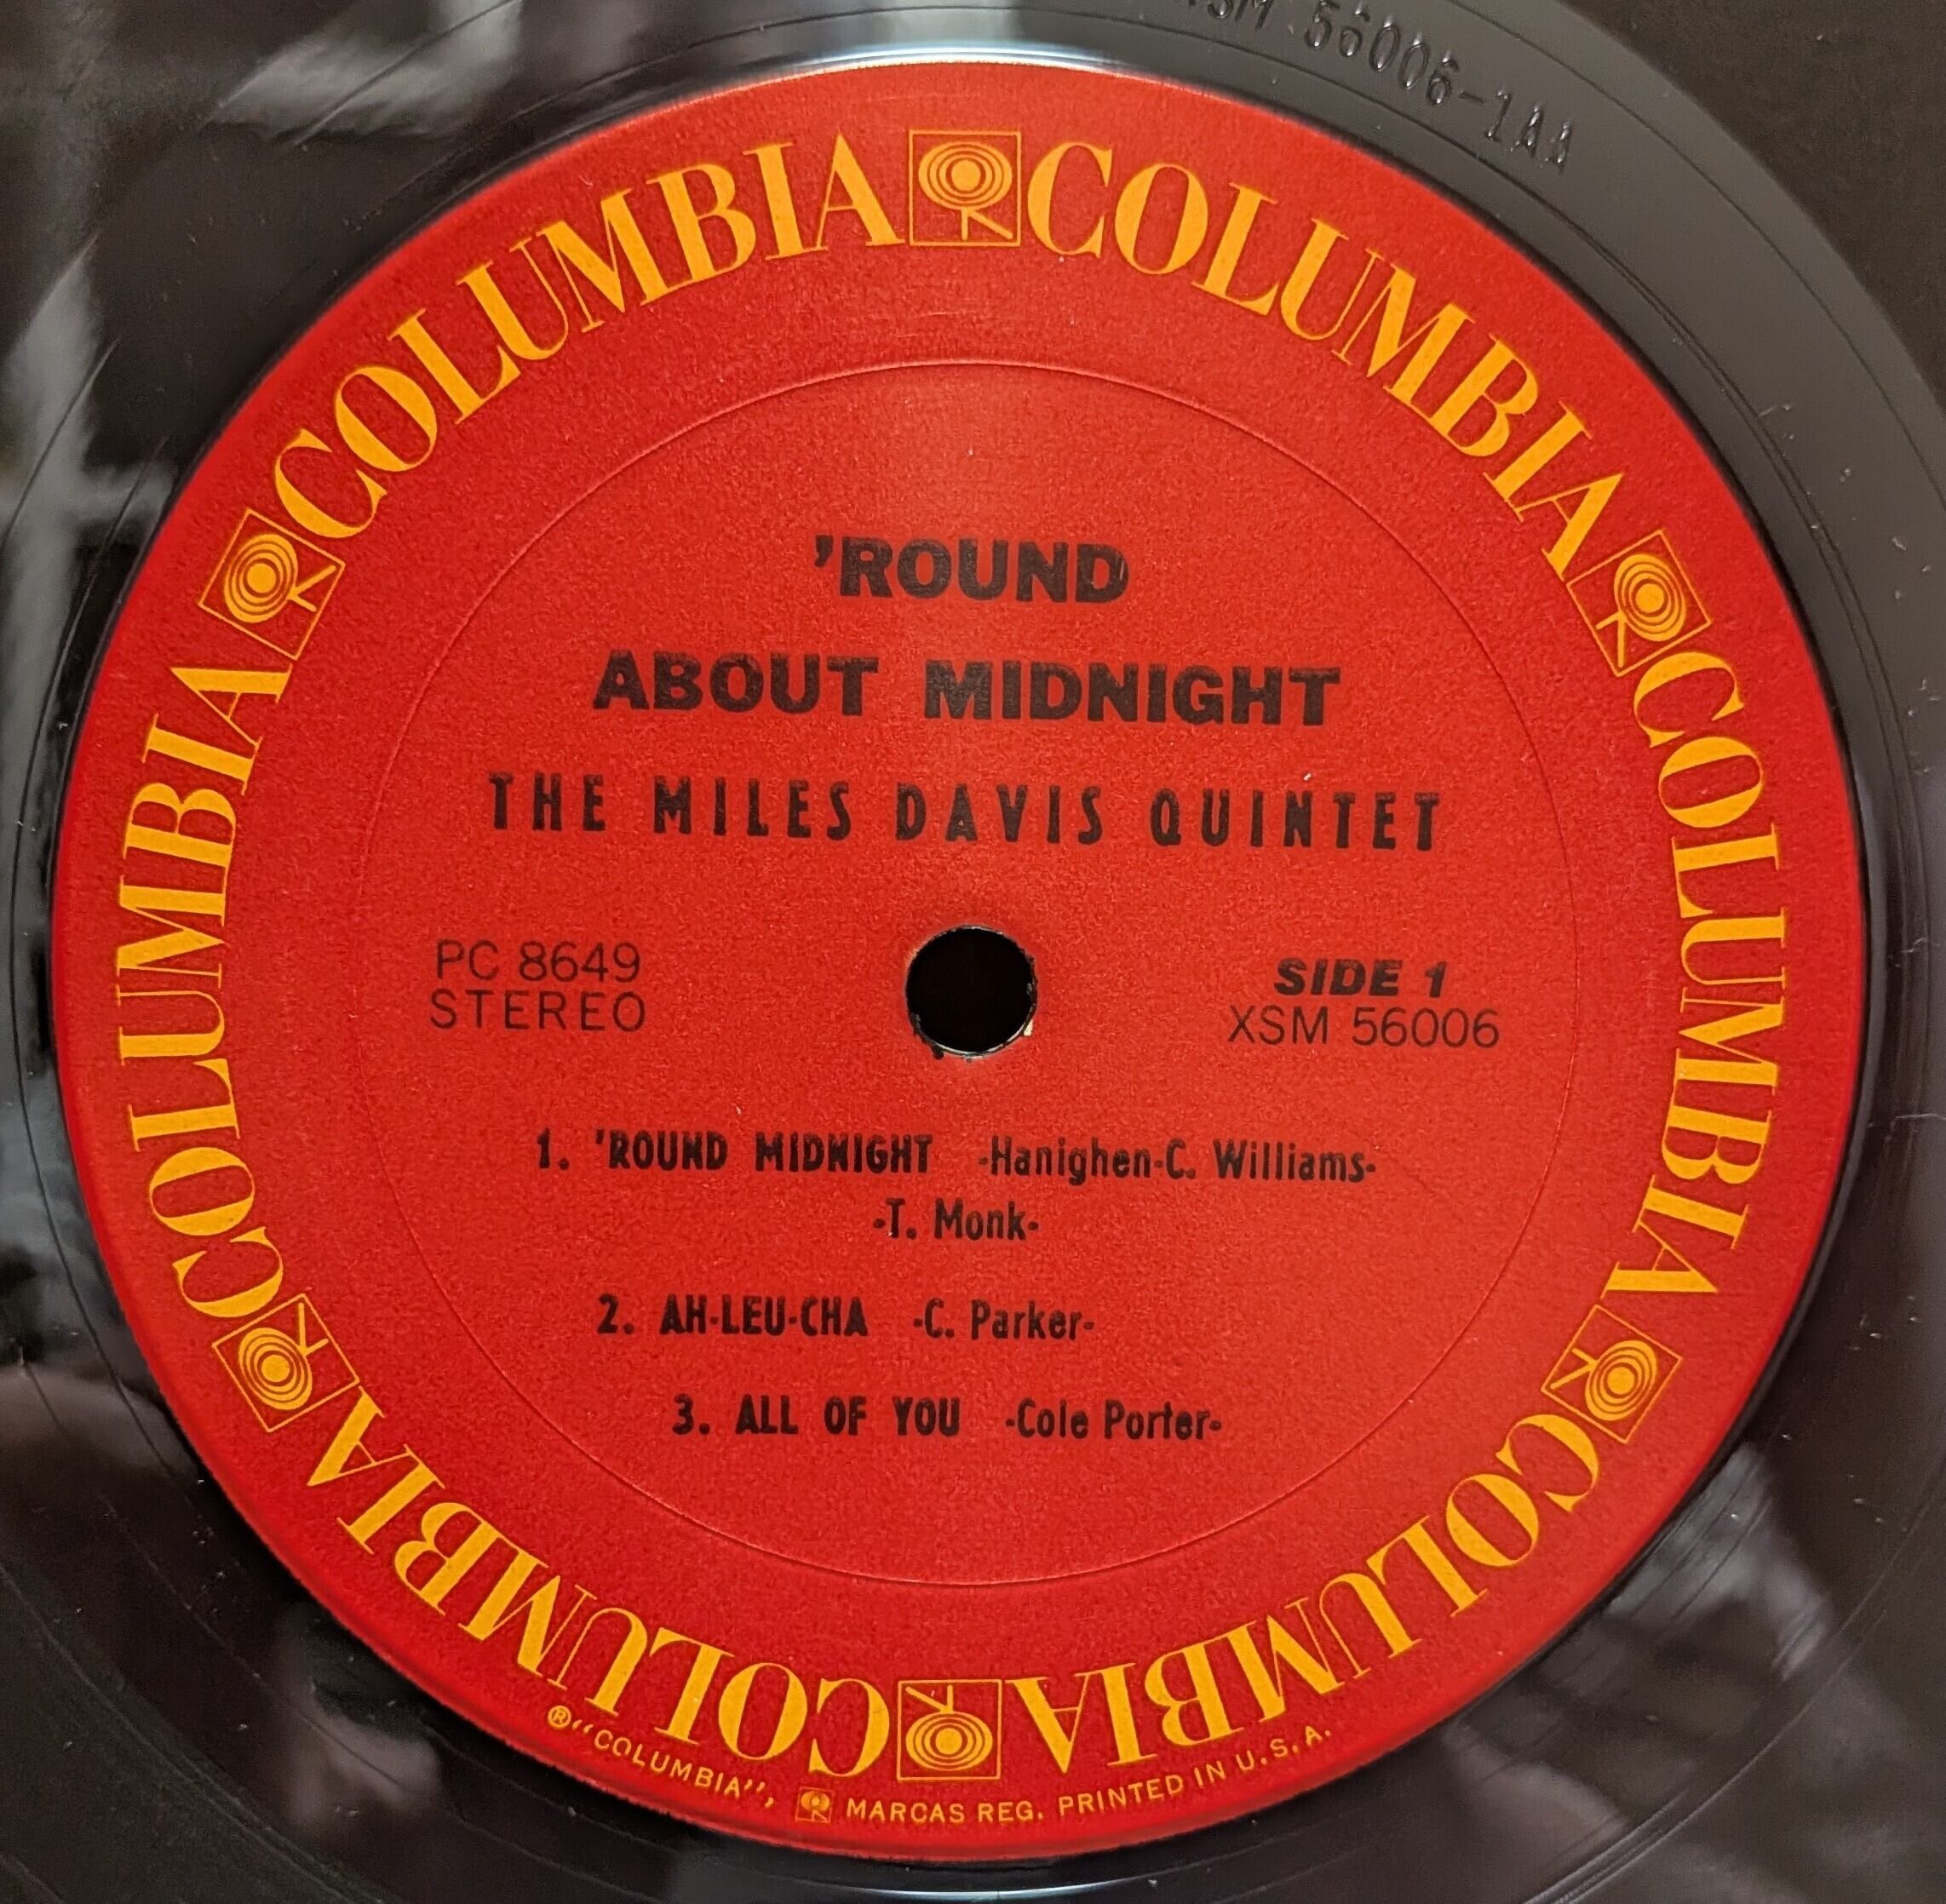 SM 56006-1AA
COLUMBIA COLUMBIA COLUMBIA COLUMBIA COLUMBIA COLUMBIA
'ROUND
ABOUT MIDNIGHT
THE MILES DAVIS QUINTET
PC 8649
STEREO
SIDE 1
XSM 56006
1. 'ROUND MIDNIGHT -Hanighen-C. Williams-
-T. Monk-
2. AH-LEU-CHA -C. Parker-
3. ALL OF YOU -Cole Porter-
®"COLUMBIA", MARCAS REG. PRINTED IN U.S.A.